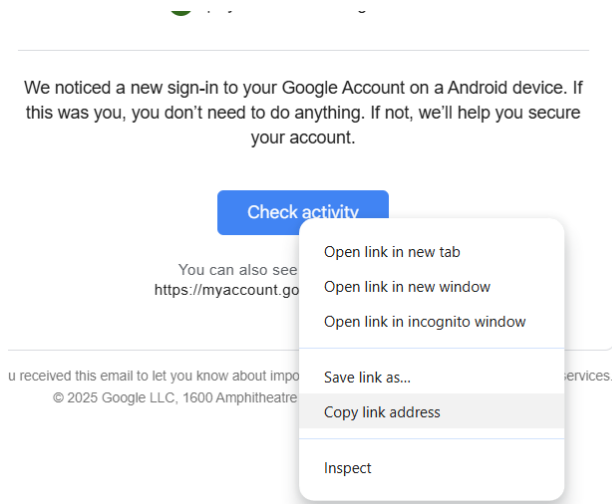 We noticed a new sign-in to your Google Account on a Android device. If
this was you, you don't need to do anything. If not, we'll help you secure
your account.
Check activity
You can also see
https://myaccount.go
u received this email to let you know about impo
ervices.
© 2025 Google LLC, 1600 Amphitheatre
Open link in new tab
Open link in new window
Open link in incognito window
Save link as...
Copy link address
Inspect